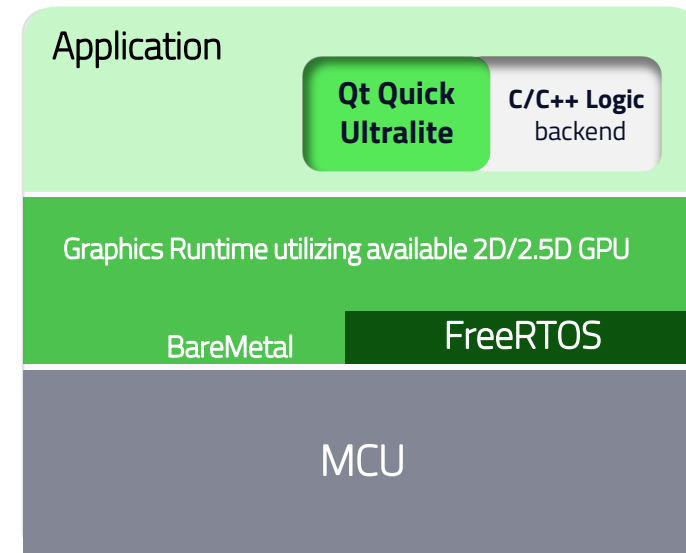 Application
Qt Quick
Ultralite
C/C++ Logic
backend
Graphics Runtime utilizing available 2D/2.5D GPU
BareMetal
FreeRTOS
MCU